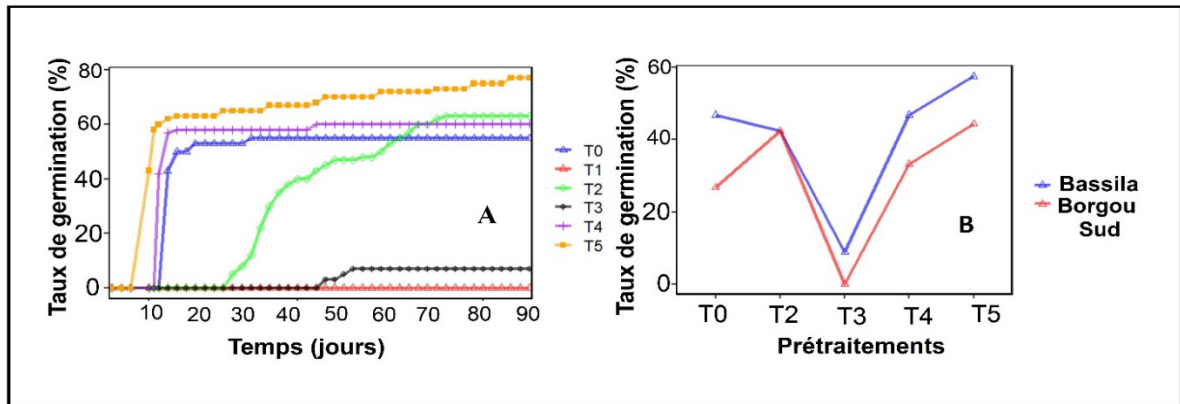 Taux de germination (%)
80
60
40
20
0
10 20 30 40 50 60 70 80 90
Temps (jours)
A
T0
T1
T2
T3
T4
T5
Taux de germination (%)
60
40
20
0
T0 T2 T3 T4 T5
Prétraitements
B
Bassila
Borgou
Sud